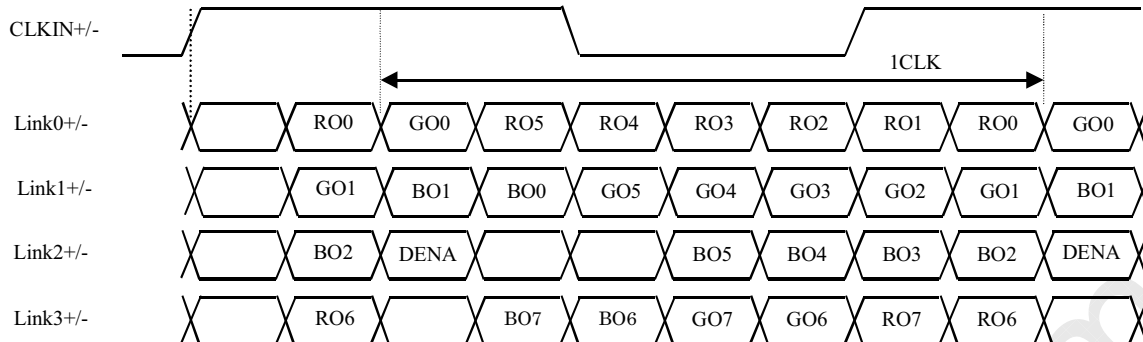 CLKIN+/-
1CLK
Link0+/- RO0 GO0 RO5 RO4 RO3 RO2 RO1 RO0 GO0
Link1+/- GO1 BO1 BO0 GO5 GO4 GO3 GO2 GO1 BO1
Link2+/- BO2 DENA BO5 BO4 BO3 BO2 DENA
Link3+/- RO6 BO7 BO6 GO7 GO6 RO7 RO6